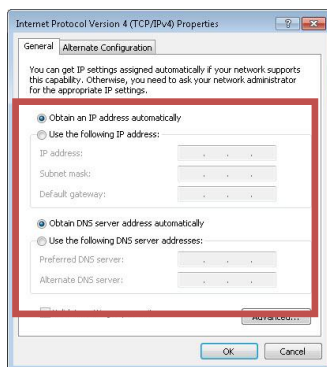 Internet Protocol Version 4 (TCP/IPv4) Properties
General
Alternate Configuration
You can get IP settings assigned automatically if your network supports
this capability. Otherwise, you need to ask your network administrator
for the appropriate IP settings.
Obtain an IP address automatically
Use the following IP address:
IP address:
Subnet mask:
Default gateway:
Obtain DNS server address automatically
Use the following DNS server addresses:
Preferred DNS server:
Alternate DNS server:
Advanced...
OK
Cancel